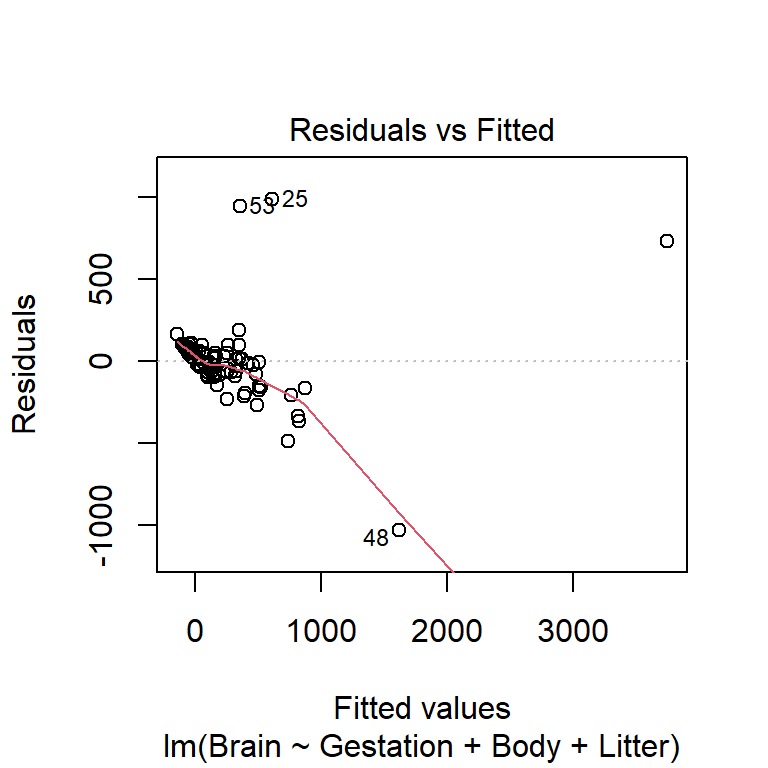 Residuals vs Fitted
53
25
500
0
-1000
48
Residuals
0 1000 2000 3000
Fitted values
lm(Brain ~ Gestation + Body + Litter)